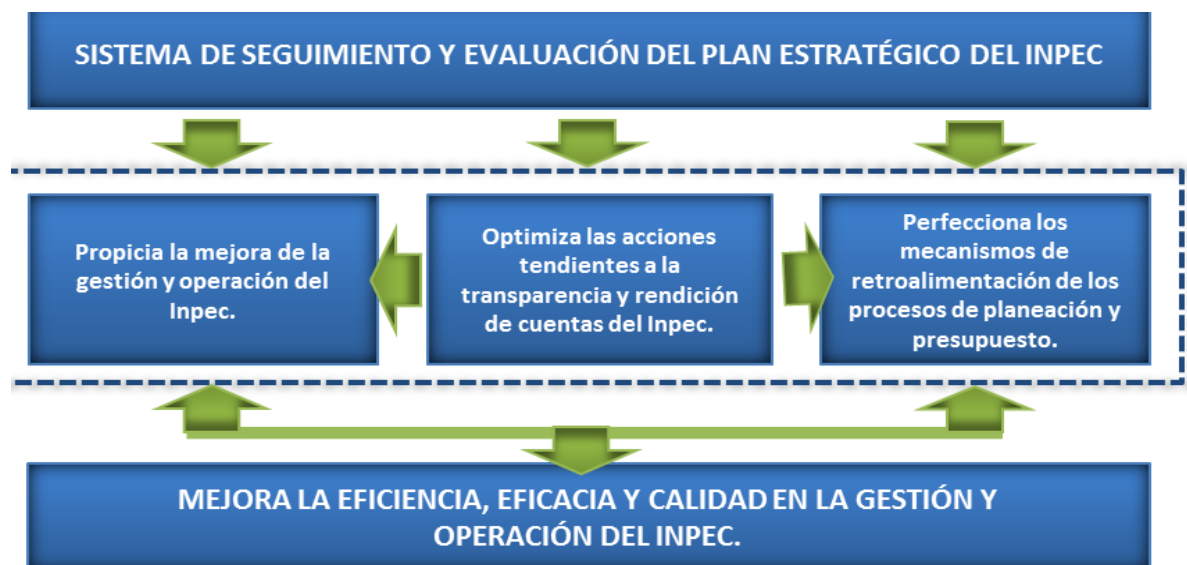 SISTEMA DE SEGUIMIENTO Y EVALUACIÓN DEL PLAN ESTRATÉGICO DEL INPEC
Propicia la mejora de la
gestión y operación del
Inpec.
Optimiza las acciones
tendientes a la
transparencia y rendición
de cuentas del Inpec.
Perfecciona los
mecanismos de
retroalimentación de los
procesos de planeación y
presupuesto.
MEJORA LA EFICIENCIA, EFICACIA Y CALIDAD EN LA GESTIÓN Y
OPERACIÓN DEL INPEC.